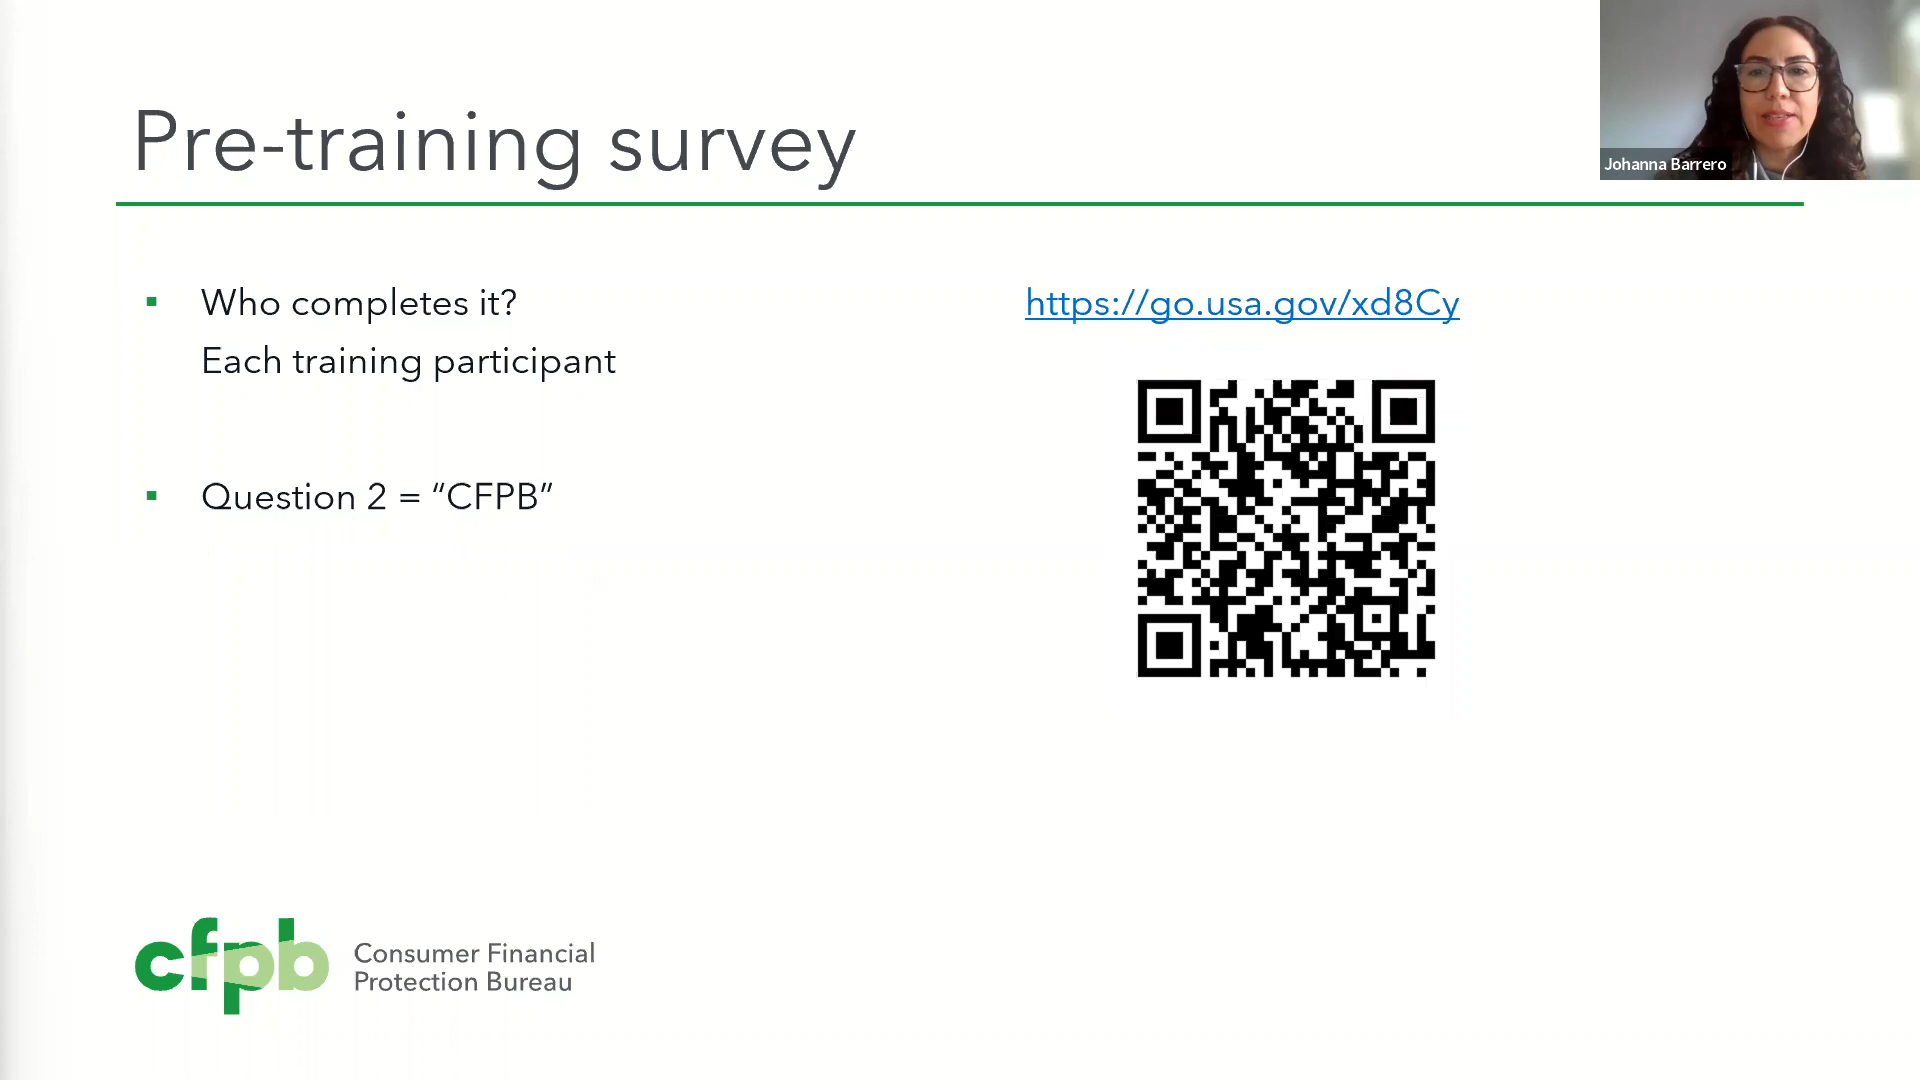 Pre-training survey
Johanna Barrero
▪ Who completes it?
Each training participant
▪ Question 2 = “CFPB”
https://go.usa.gov/xd8Cy
cfpb
Consumer Financial
Protection Bureau